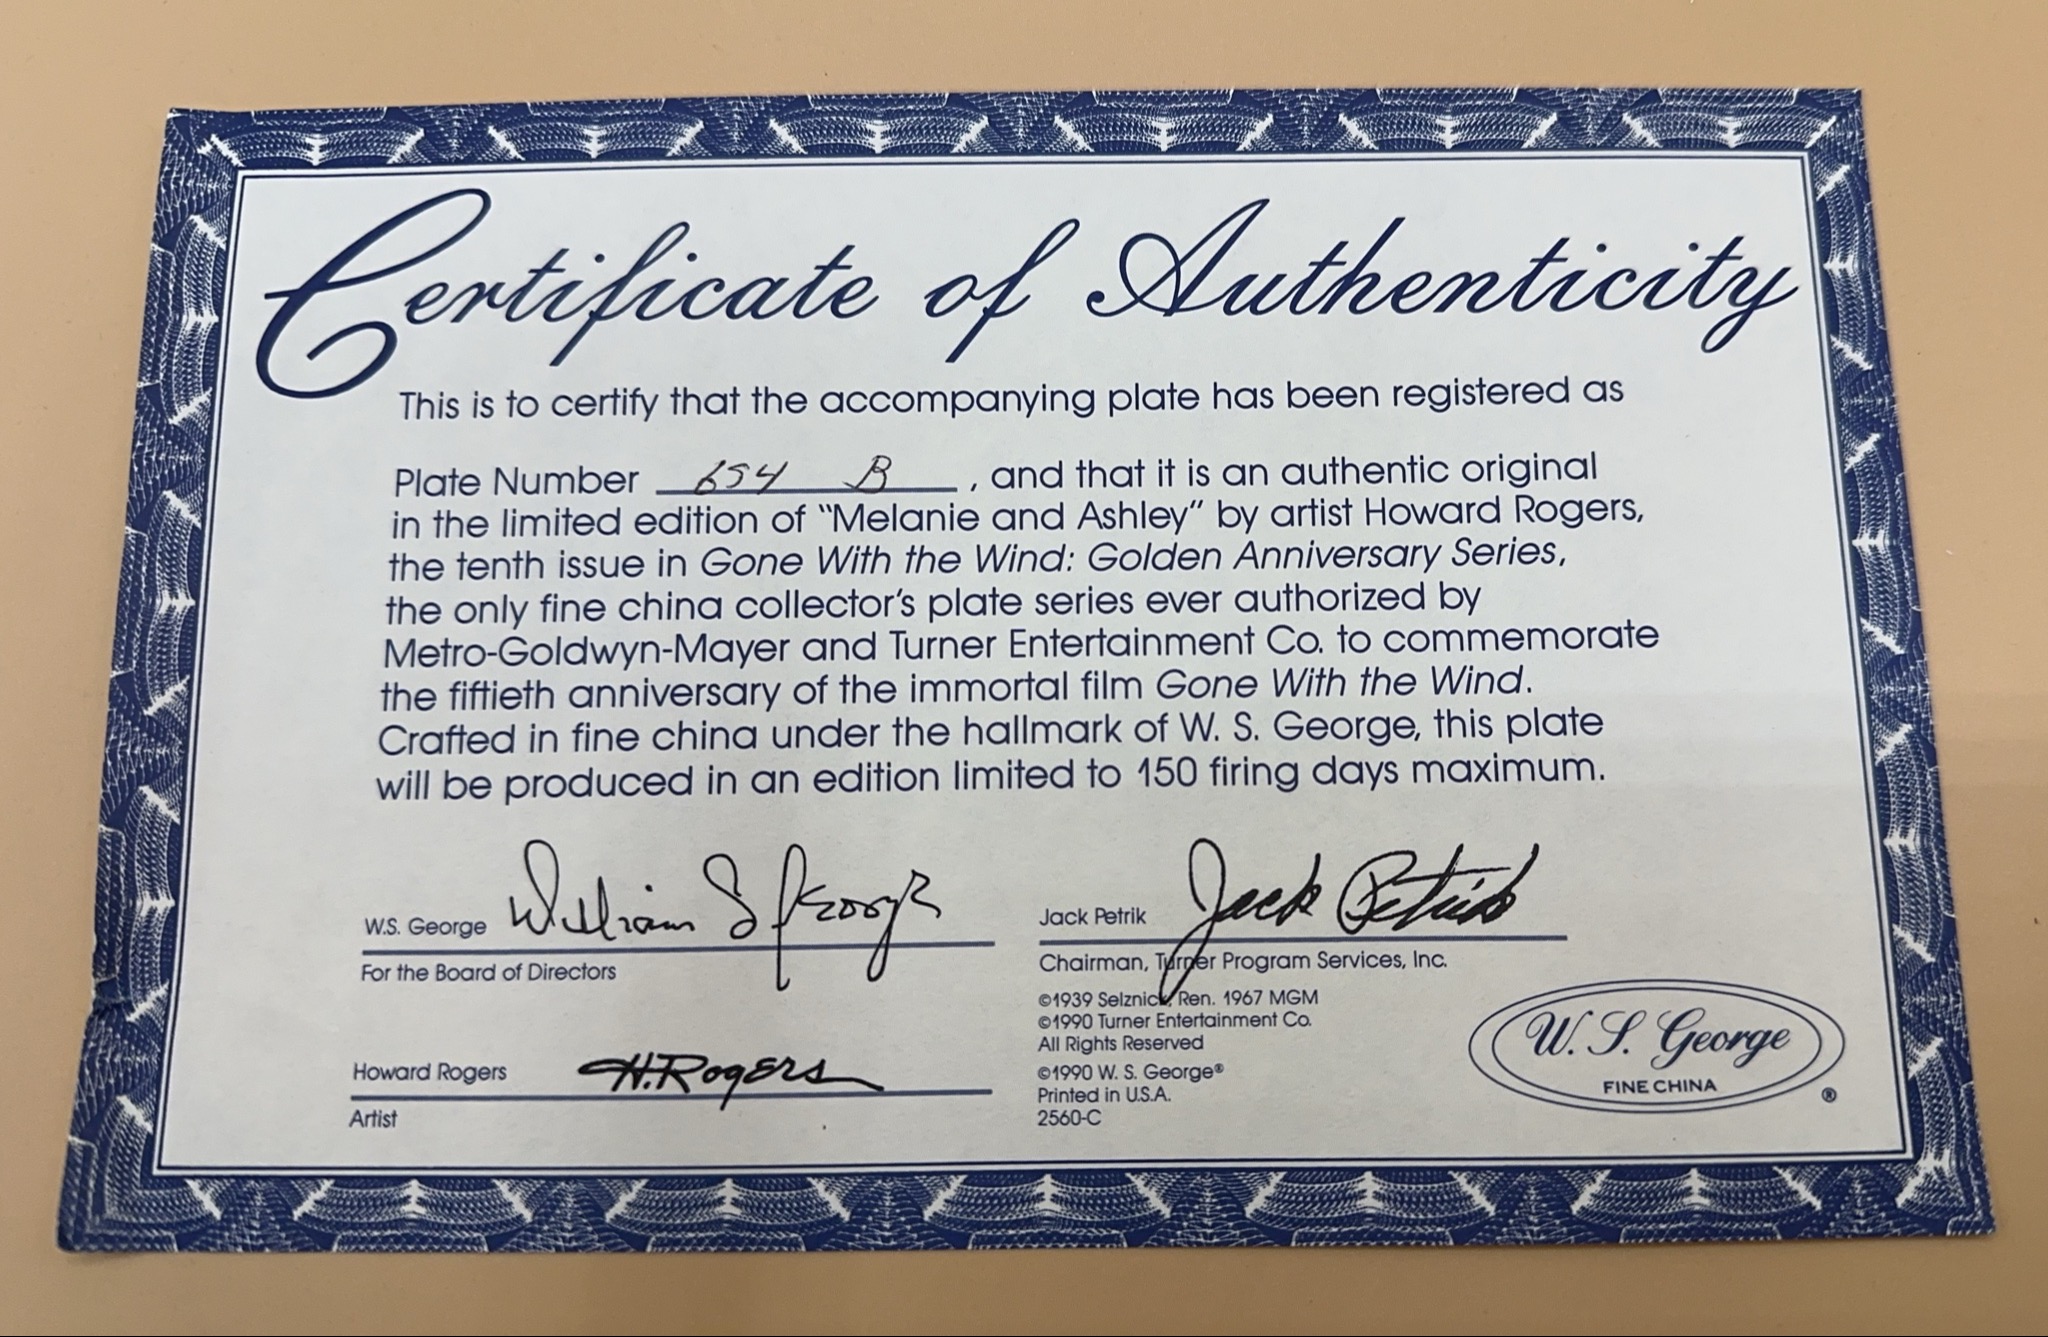 Certificate of Authenticity
This is to certify that the accompanying plate has been registered as
Plate Number 654 B, and that it is an authentic original
in the limited edition of "Melanie and Ashley" by artist Howard Rogers,
the tenth issue in Gone With the Wind: Golden Anniversary Series,
the only fine china collector's plate series ever authorized by
Metro-Goldwyn-Mayer and Turner Entertainment Co. to commemorate
the fiftieth anniversary of the immortal film Gone With the Wind.
Crafted in fine china under the hallmark of W. S. George, this plate
will be produced in an edition limited to 150 firing days maximum.
W.S. George William S George
For the Board of Directors
Jack Petrik Jack Petrik
Chairman, Turner Program Services, Inc.
©1939 Selznick, Ren. 1967 MGM
©1990 Turner Entertainment Co.
All Rights Reserved
©1990 W. S. George®
Printed in U.S.A.
2560-C
Howard Rogers H. Rogers
Artist
W. S. George
FINE CHINA
®